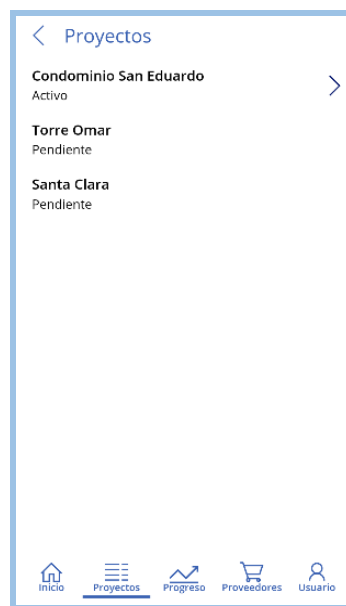 Proyectos
Condominio San Eduardo
Activo
Torre Omar
Pendiente
Santa Clara
Pendiente
Inicio Proyectos Progreso Proveedores Usuario